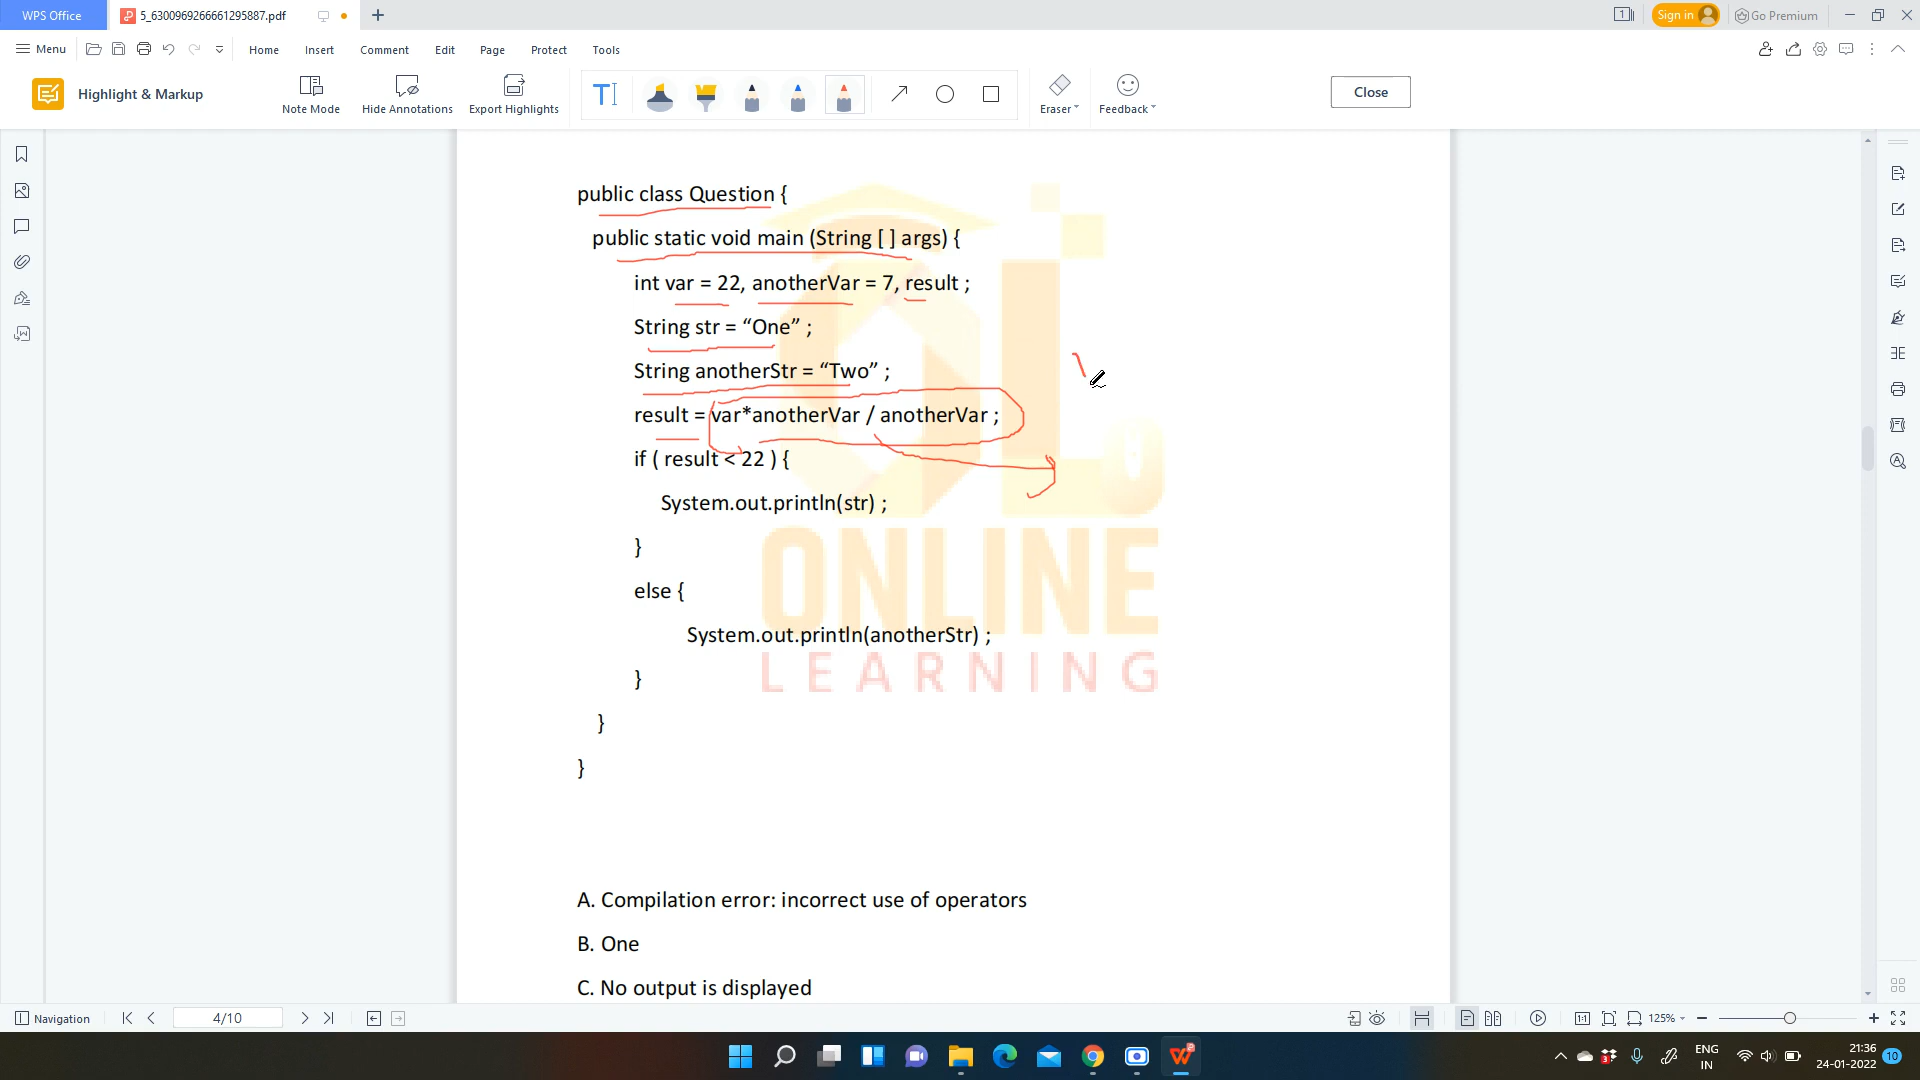 WPS Office
5_6300969266661295887.pdf
Sign in
Go Premium
Menu
Home Insert Comment Edit Page Protect Tools
Highlight & Markup
Note Mode
Hide Annotations
Export Highlights
Eraser
Feedback
Close
public class Question {
public static void main (String [ ] args) {
int var = 22, anotherVar = 7, result ;
String str = “One” ;
String anotherStr = “Two” ;
result = var*anotherVar / anotherVar ;
if ( result < 22 ) {
System.out.println(str) ;
}
else {
System.out.println(anotherStr) ;
}
}
}
ONLINE
LEARNING
A. Compilation error: incorrect use of operators
B. One
C. No output is displayed
Navigation
4/10
125%
ENG
IN
21:36
24-01-2022
10